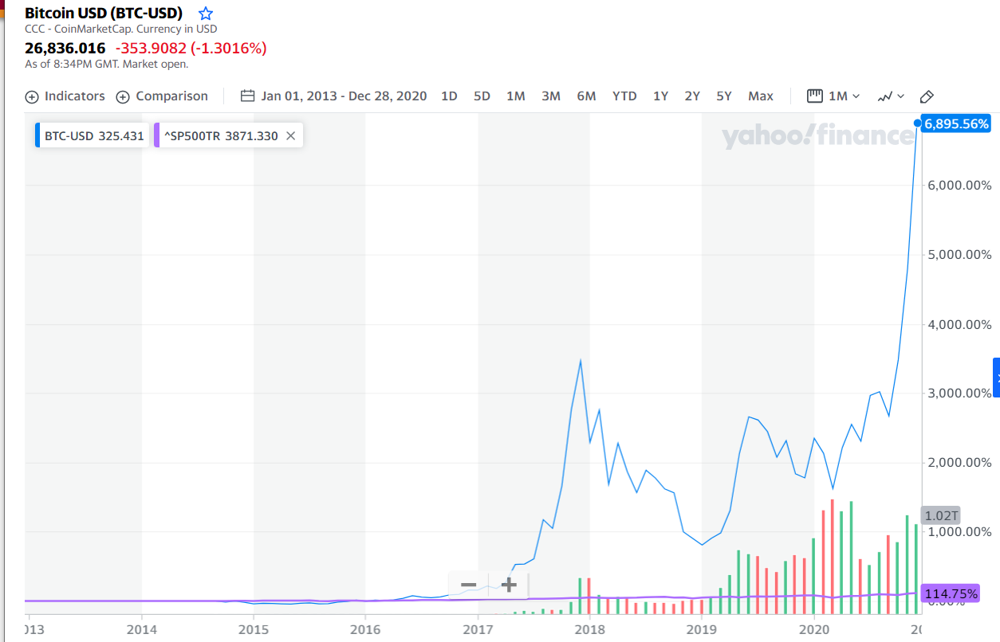 Bitcoin USD (BTC-USD)
CCC - CoinMarketCap. Currency in USD
26,836.016 -353.9082 (-1.3016%)
As of 8:34PM GMT. Market open.
Indicators Comparison Jan 01, 2013 - Dec 28, 2020 1D 5D 1M 3M 6M YTD 1Y 2Y 5Y Max 1M
BTC-USD 325.431 ^SP500TR 3871.330
yahoo!finance
6,895.56%
6,000.00%
5,000.00%
4,000.00%
3,000.00%
2,000.00%
1.02T
1,000.00%
114.75%
0.00%
013 2014 2015 2016 2017 2018 2019 2020 20